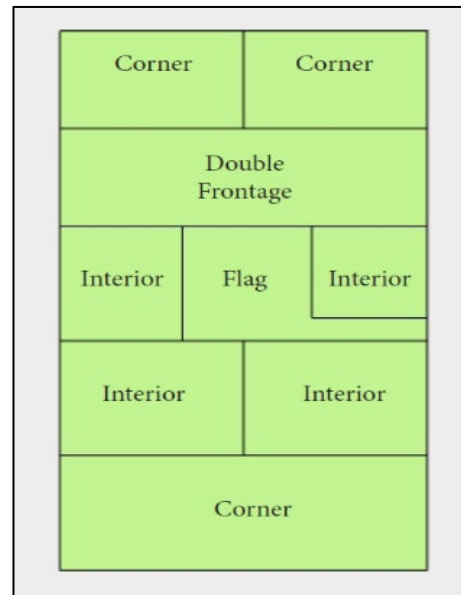 Corner
Corner
Double
Frontage
Interior
Flag
Interior
Interior
Interior
Corner